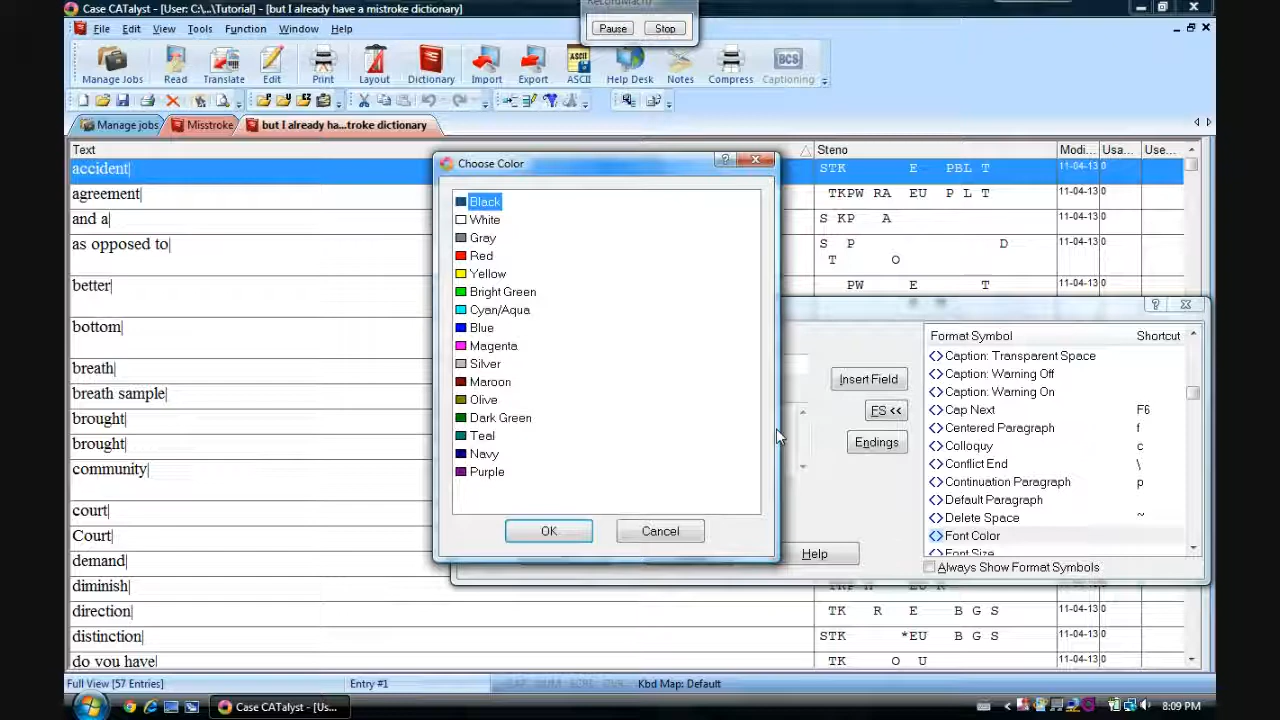 Case CATalyst - [User: C:\...\Tutorial] - [but I already have a mistroke dictionary]
File Edit View Tools Function Window Help
Pause Stop
Manage Jobs Read Translate Edit Print Layout Dictionary Import Export ASCII Help Desk Notes Compress BCS Captioning
Manage jobs Misstroke but I already ha...troke dictionary
Text Steno Modi... Usa... Use...
accident STK E PBL T 11-04-13 0
agreement TKPW RA EU P L T 11-04-13 0
and a S KP A 11-04-13 0
as opposed to S P D 11-04-13 0
T O
better PW E T 11-04-13 0
bottom
breath
breath sample
brought
brought
community
court
Court
demand
diminish
direction TK R E B G S 11-04-13 0
distinction STK *EU B G S 11-04-13 0
do you have TK O U 11-04-13 0
Choose Color
Black
White
Gray
Red
Yellow
Bright Green
Cyan/Aqua
Blue
Magenta
Silver
Maroon
Olive
Dark Green
Teal
Navy
Purple
OK Cancel
Insert Field
FS <<
Endings
Help
Format Symbol Shortcut
Caption: Transparent Space
Caption: Warning Off
Caption: Warning On
Cap Next F6
Centered Paragraph f
Colloquy c
Conflict End \
Continuation Paragraph p
Default Paragraph
Delete Space ~
Font Color
Font Size
Always Show Format Symbols
Full View [57 Entries] Entry #1 Kbd Map: Default
Case CATalyst - [Us... 8:09 PM